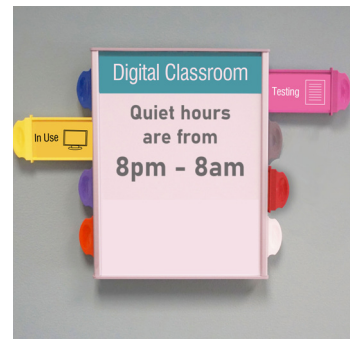 Digital Classroom
Testing
Quiet hours
are from
In Use
8pm - 8am